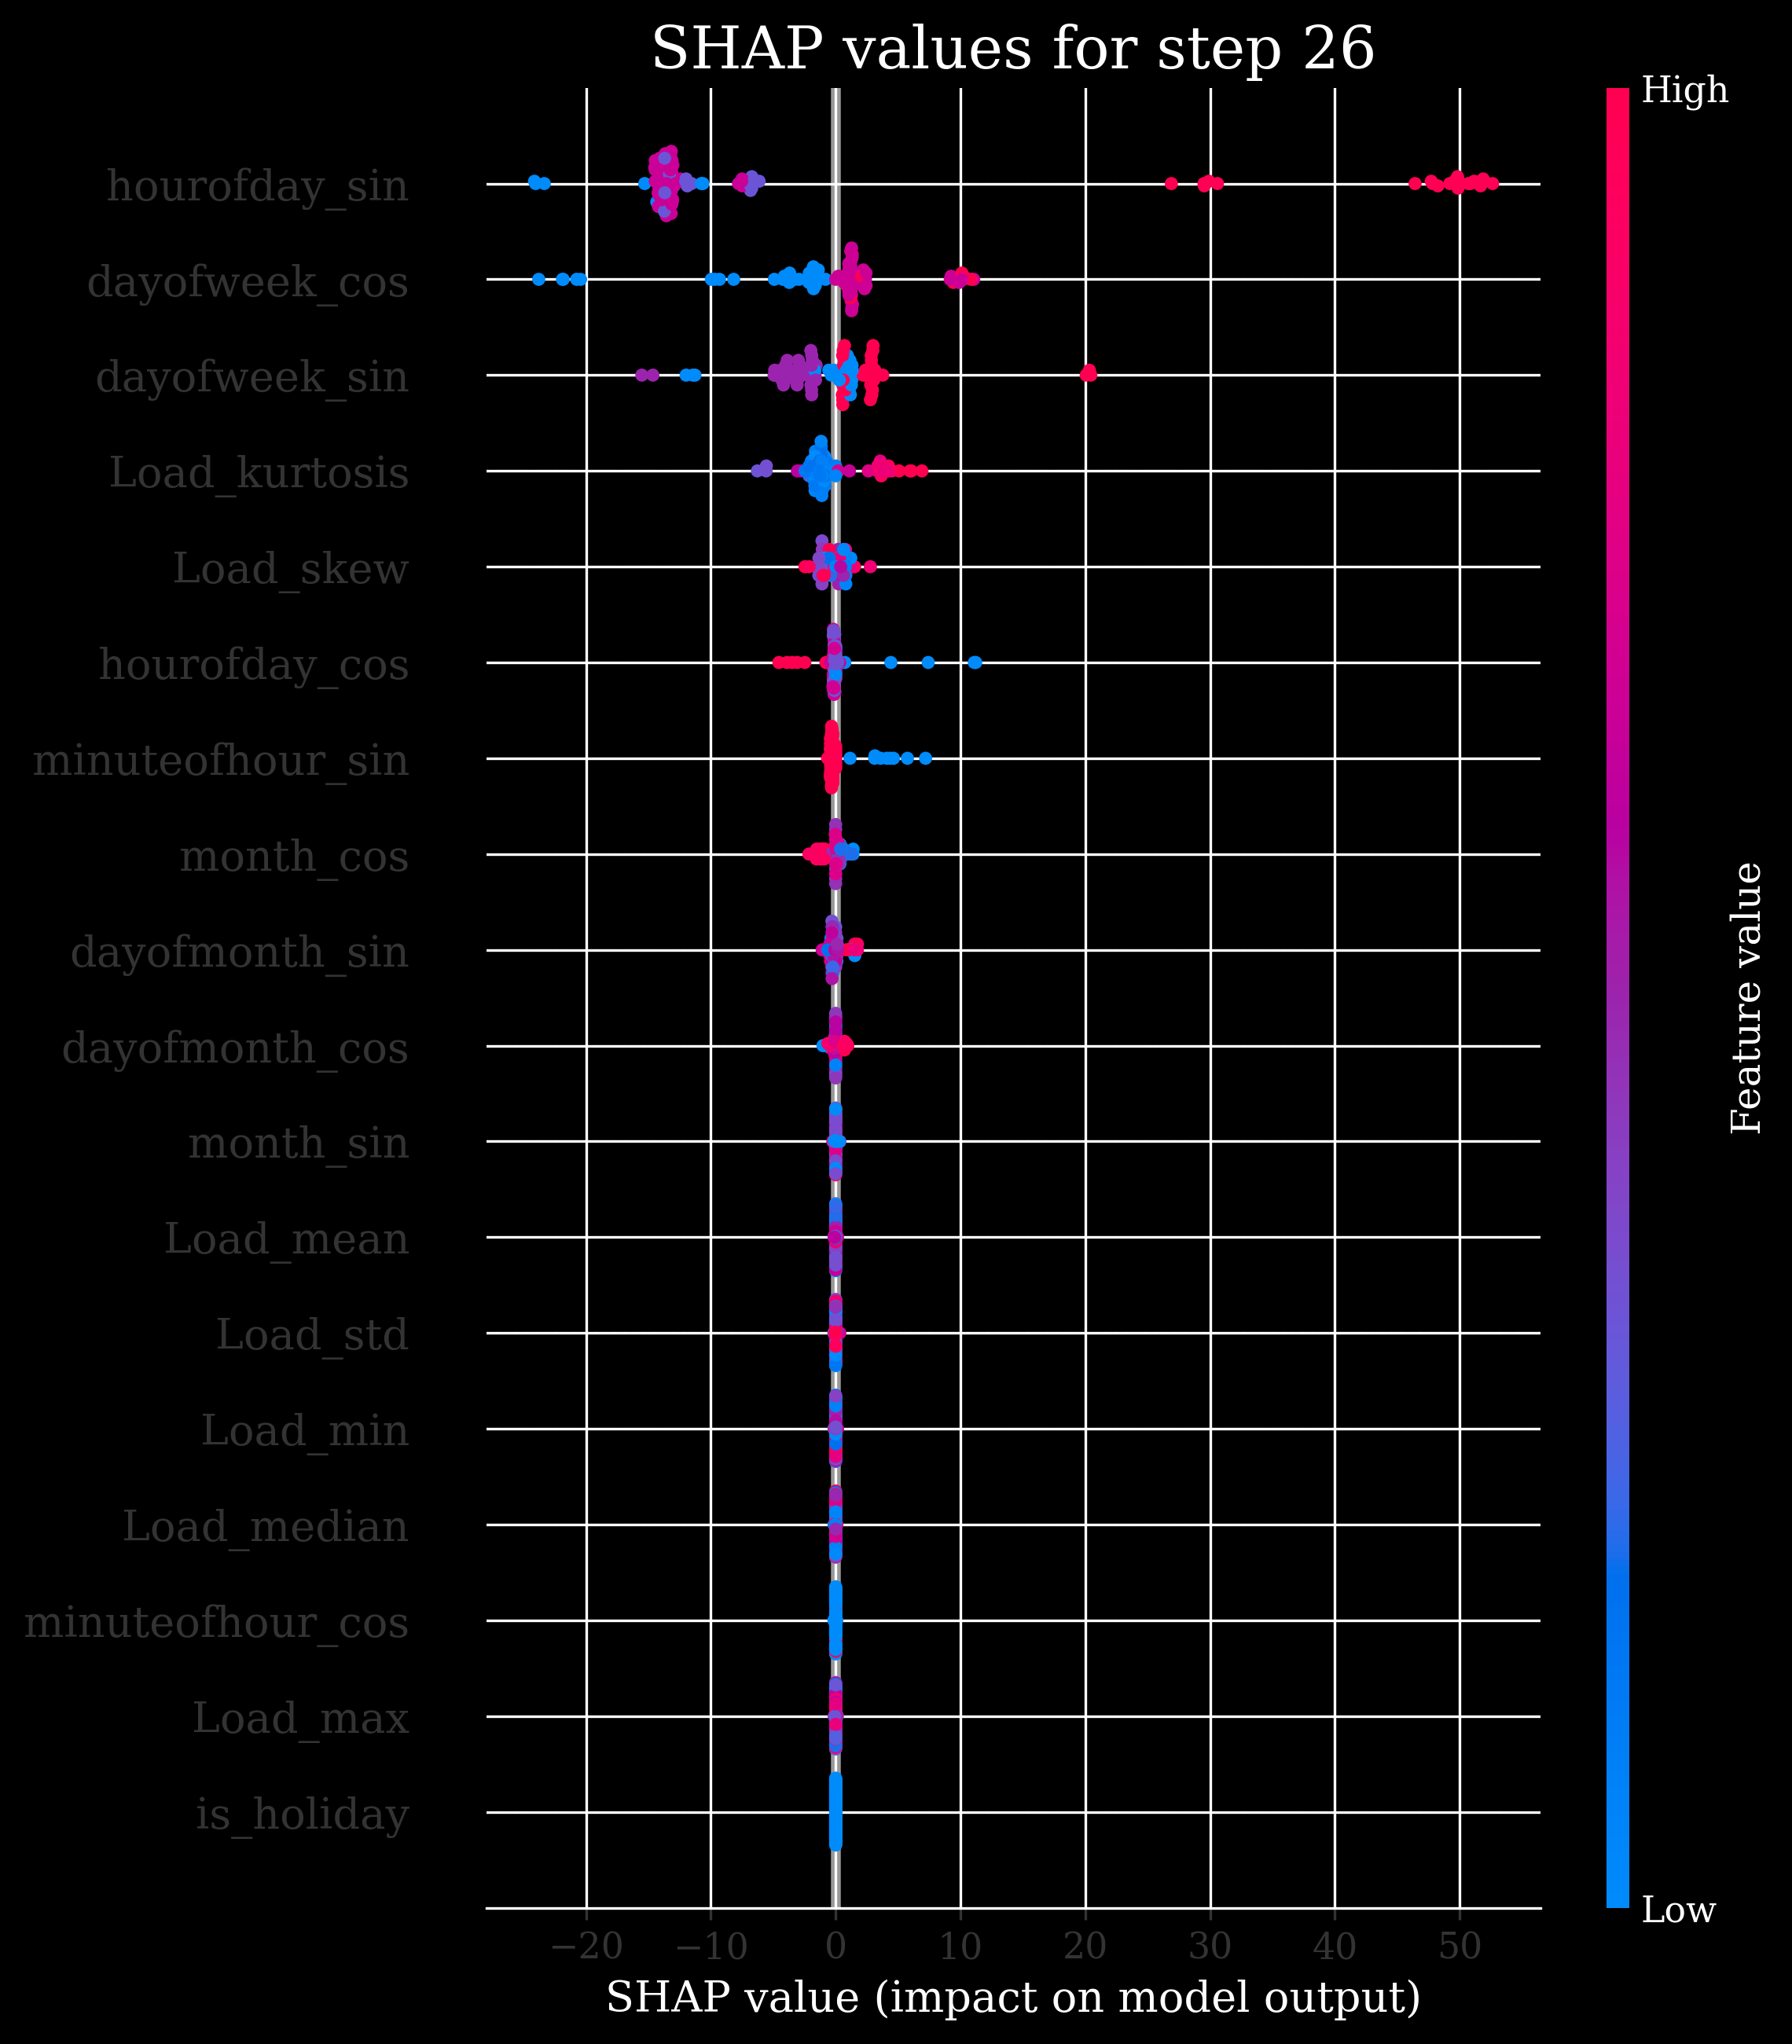 SHAP values for step 26
High
hourofday_sin
dayofweek_cos
dayofweek_sin
Load_kurtosis
Load_skew
hourofday_cos
minuteofhour_sin
month_cos
dayofmonth_sin
dayofmonth_cos
month_sin
Load_mean
Load_std
Load_min
Load_median
minuteofhour_cos
Load_max
is_holiday
Feature value
Low
−20 −10 0 10 20 30 40 50
SHAP value (impact on model output)